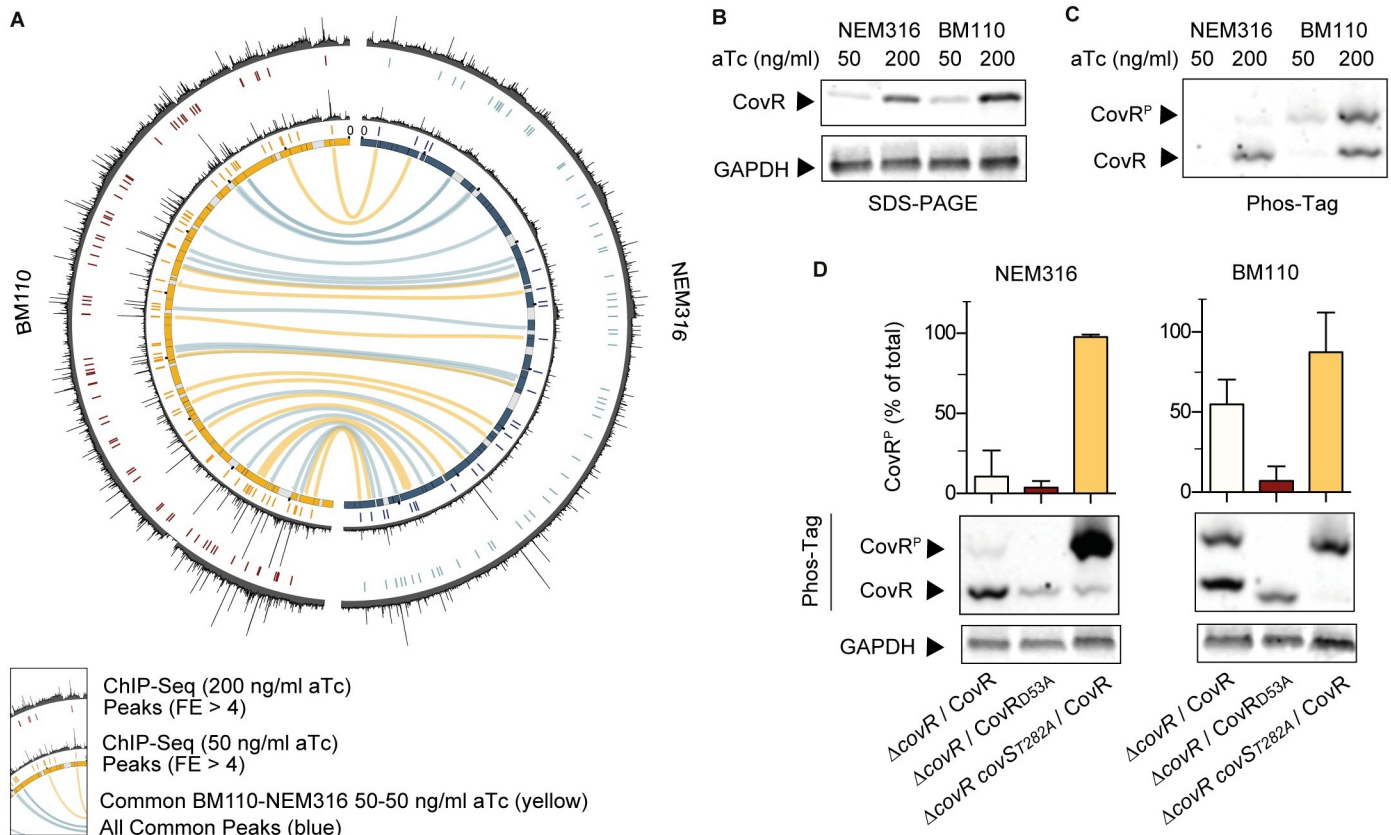 A
BM110
NEM316
0 0
ChIP-Seq (200 ng/ml aTc)
Peaks (FE > 4)
ChIP-Seq (50 ng/ml aTc)
Peaks (FE > 4)
Common BM110-NEM316 50-50 ng/ml aTc (yellow)
All Common Peaks (blue)
B
NEM316 BM110
aTc (ng/ml) 50 200 50 200
CovR ►
GAPDH ►
SDS-PAGE
C
NEM316 BM110
aTc (ng/ml) 50 200 50 200
CovRᴾ ►
CovR ►
Phos-Tag
D
NEM316
BM110
CovRᴾ (% of total)
100
50
0
100
50
0
Phos-Tag
CovRᴾ ►
CovR ►
GAPDH ►
ΔcovR / CovR
ΔcovR / CovRD53A
ΔcovR covST282A / CovR
ΔcovR / CovR
ΔcovR / CovRD53A
ΔcovR covST282A / CovR